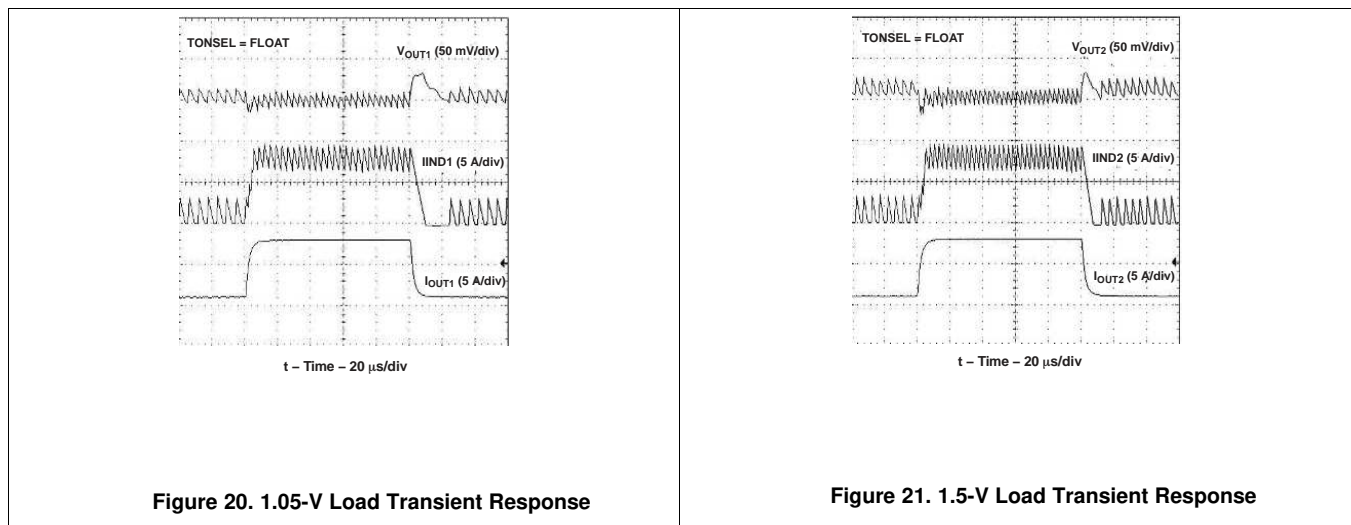 TONSEL = FLOAT
VOUT1 (50 mV/div)
IIND1 (5 A/div)
IOUT1 (5 A/div)
t – Time – 20 μs/div
Figure 20. 1.05-V Load Transient Response
TONSEL = FLOAT
VOUT2 (50 mV/div)
IIND2 (5 A/div)
IOUT2 (5 A/div)
t – Time – 20 μs/div
Figure 21. 1.5-V Load Transient Response